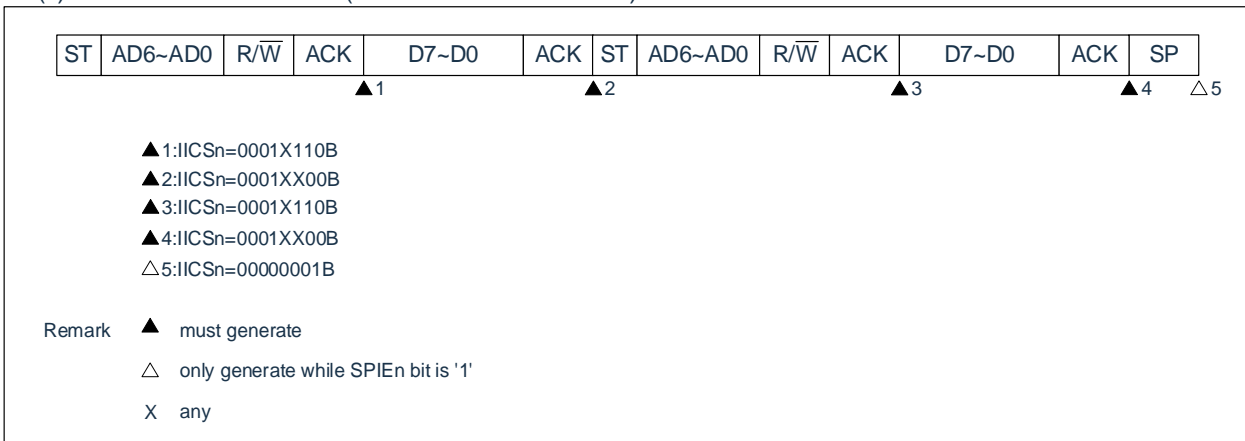 ST AD6~AD0 R/W̅ ACK D7~D0 ACK ST AD6~AD0 R/W̅ ACK D7~D0 ACK SP
▲1 ▲2 ▲3 ▲4 △5
▲1:IICSn=0001X110B
▲2:IICSn=0001XX00B
▲3:IICSn=0001X110B
▲4:IICSn=0001XX00B
△5:IICSn=00000001B
Remark ▲ must generate
△ only generate while SPIEn bit is '1'
X any